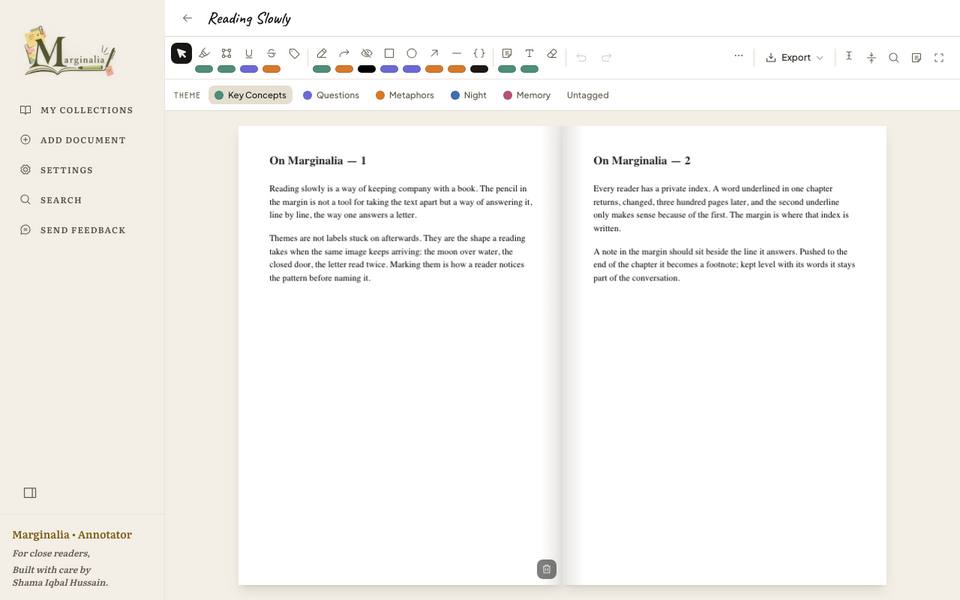 Marginalia
MY COLLECTIONS
ADD DOCUMENT
SETTINGS
SEARCH
SEND FEEDBACK
Marginalia • Annotator
For close readers,
Built with care by
Shama Iqbal Hussain.
Reading Slowly
Export
THEME Key Concepts Questions Metaphors Night Memory Untagged
On Marginalia — 1
Reading slowly is a way of keeping company with a book. The pencil in
the margin is not a tool for taking the text apart but a way of answering it,
line by line, the way one answers a letter.
Themes are not labels stuck on afterwards. They are the shape a reading
takes when the same image keeps arriving: the moon over water, the
closed door, the letter read twice. Marking them is how a reader notices
the pattern before naming it.
On Marginalia — 2
Every reader has a private index. A word underlined in one chapter
returns, changed, three hundred pages later, and the second underline
only makes sense because of the first. The margin is where that index is
written.
A note in the margin should sit beside the line it answers. Pushed to the
end of the chapter it becomes a footnote; kept level with its words it stays
part of the conversation.